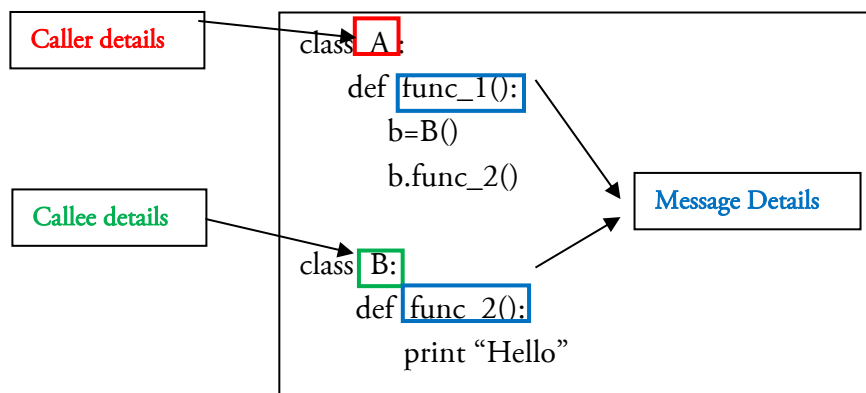 Caller details
class A:
def func_1():
b=B()
b.func_2()
Callee details
Message Details
class B:
def func_2():
print “Hello”